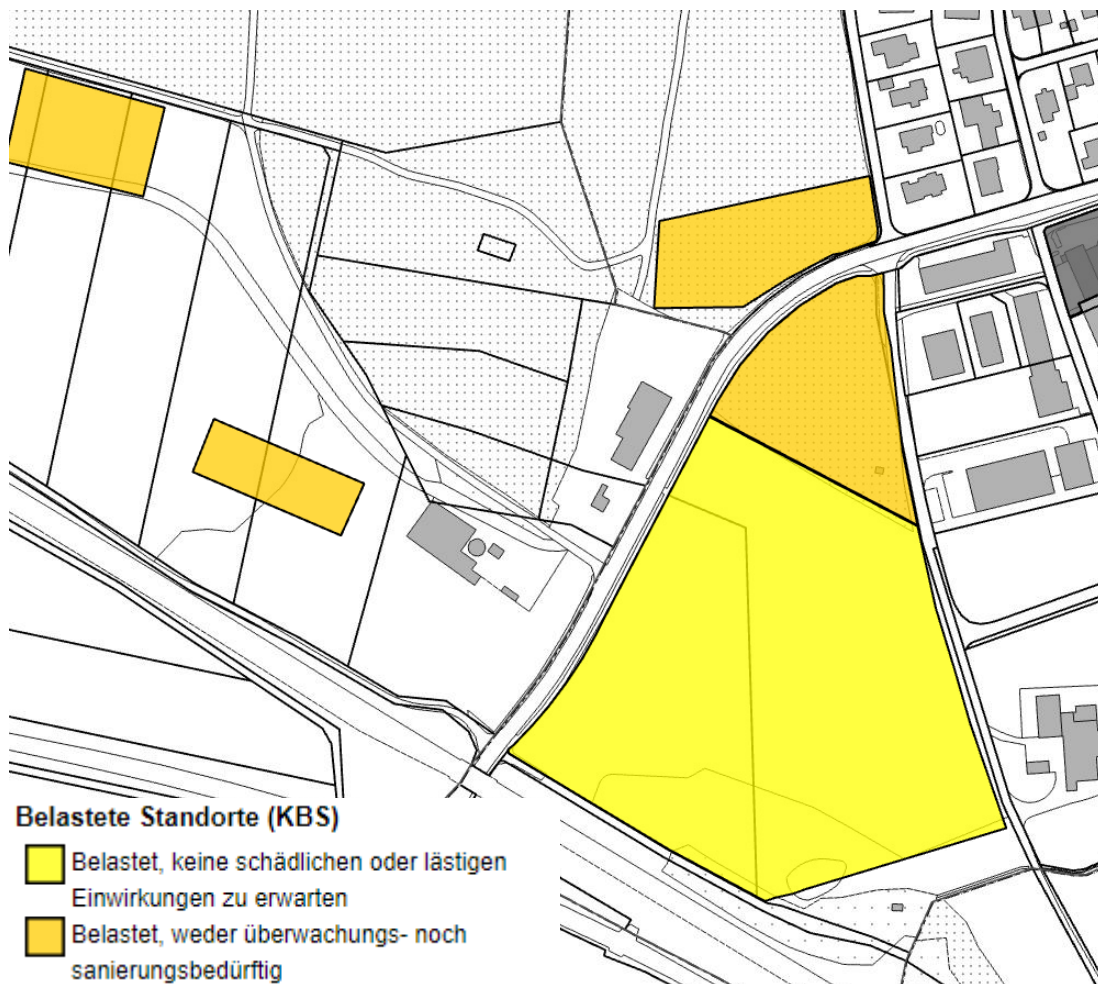 Belastete Standorte (KBS)
Belastet, keine schädlichen oder lästigen
Einwirkungen zu erwarten
Belastet, weder überwachungs- noch
sanierungsbedürftig